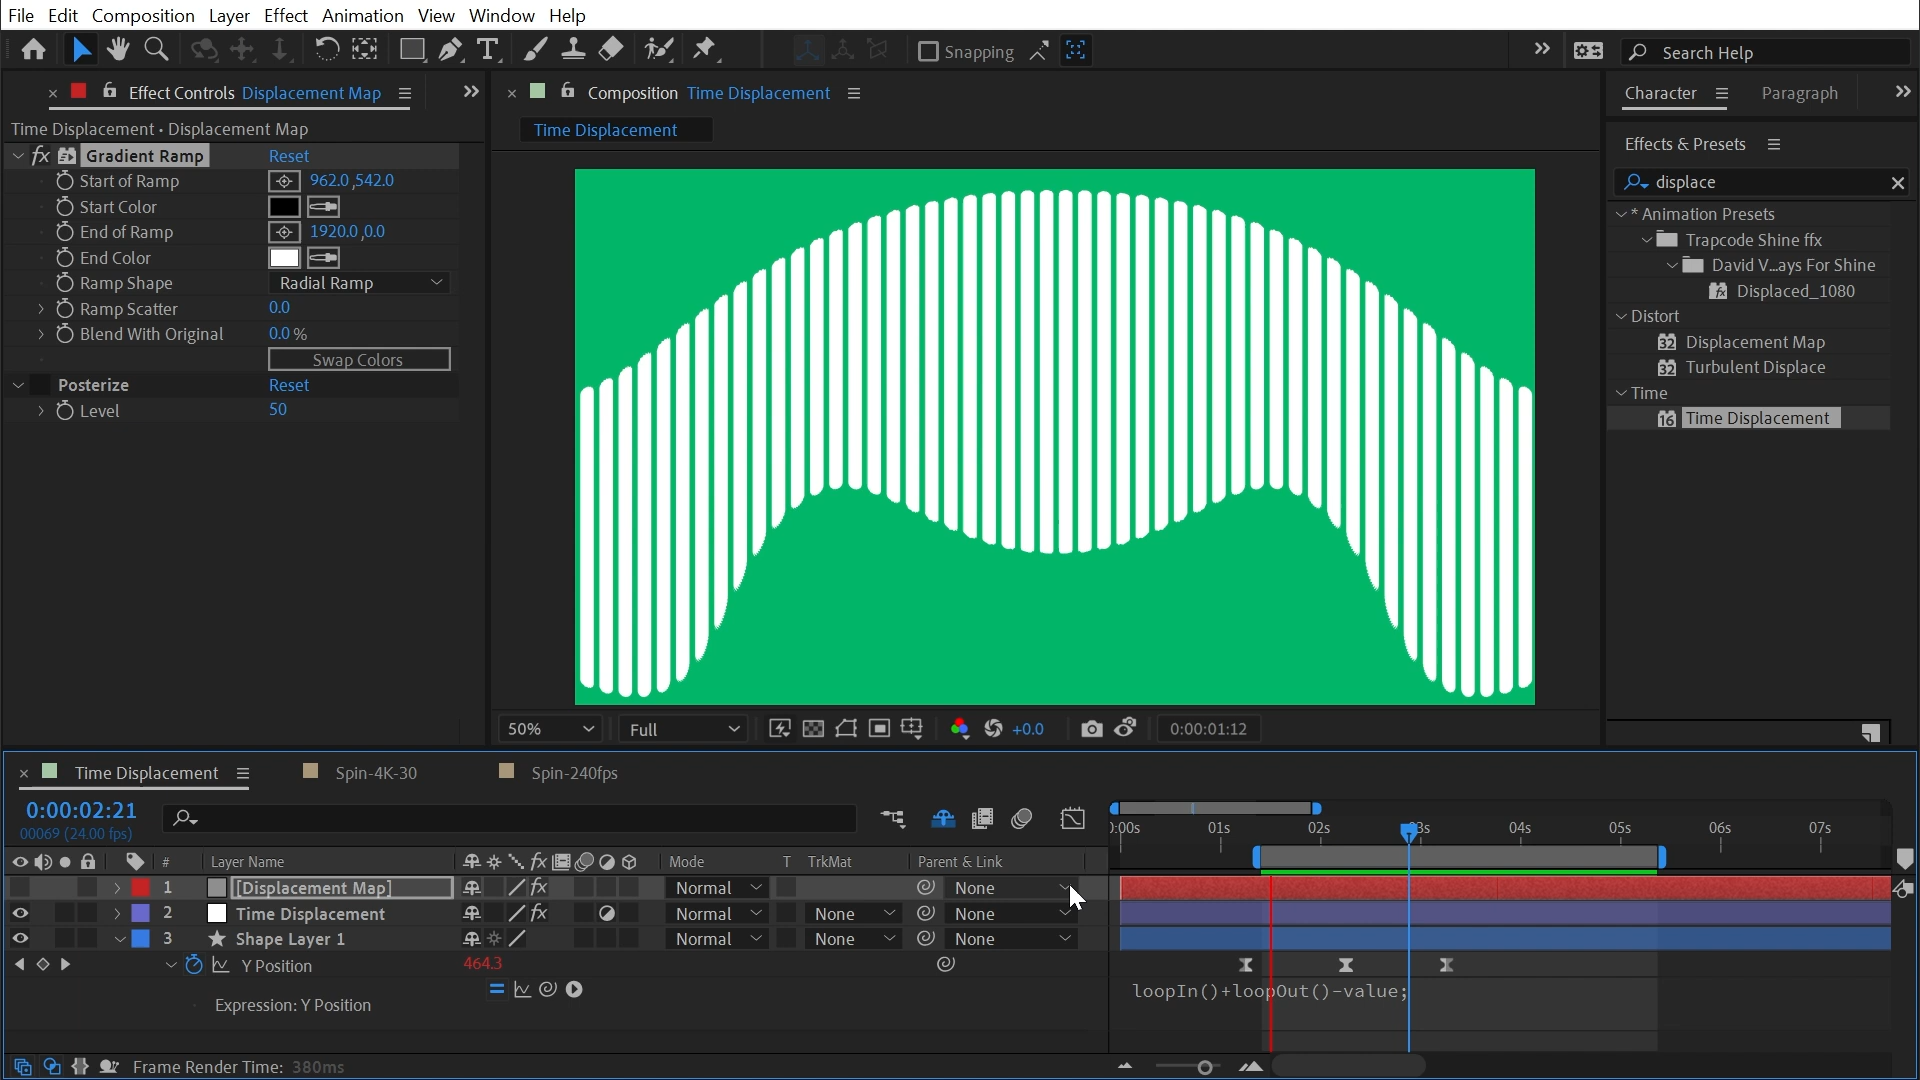 File Edit Composition Layer Effect Animation View Window Help
Snapping
Search Help
Effect Controls Displacement Map
Time Displacement • Displacement Map
fx Gradient Ramp Reset
Start of Ramp 962.0,542.0
Start Color
End of Ramp 1920.0,0.0
End Color
Ramp Shape Radial Ramp
Ramp Scatter 0.0
Blend With Original 0.0 %
Swap Colors
Posterize Reset
Level 50
Composition Time Displacement
Time Displacement
50% Full +0.0 0:00:01:12
Character Paragraph
Effects & Presets
displace
* Animation Presets
Trapcode Shine ffx
David V...ays For Shine
Displaced_1080
Distort
32 Displacement Map
32 Turbulent Displace
Time
16 Time Displacement
Time Displacement Spin-4K-30 Spin-240fps
0:00:02:21
00069 (24.00 fps)
):00s 01s 02s 3s 04s 05s 06s 07s
# Layer Name fx Mode T TrkMat Parent & Link
1 [Displacement Map] fx Normal None
2 Time Displacement fx Normal None None
3 Shape Layer 1 Normal None None
Y Position 464.3
Expression: Y Position
loopIn()+loopOut()-value;
Frame Render Time: 380ms